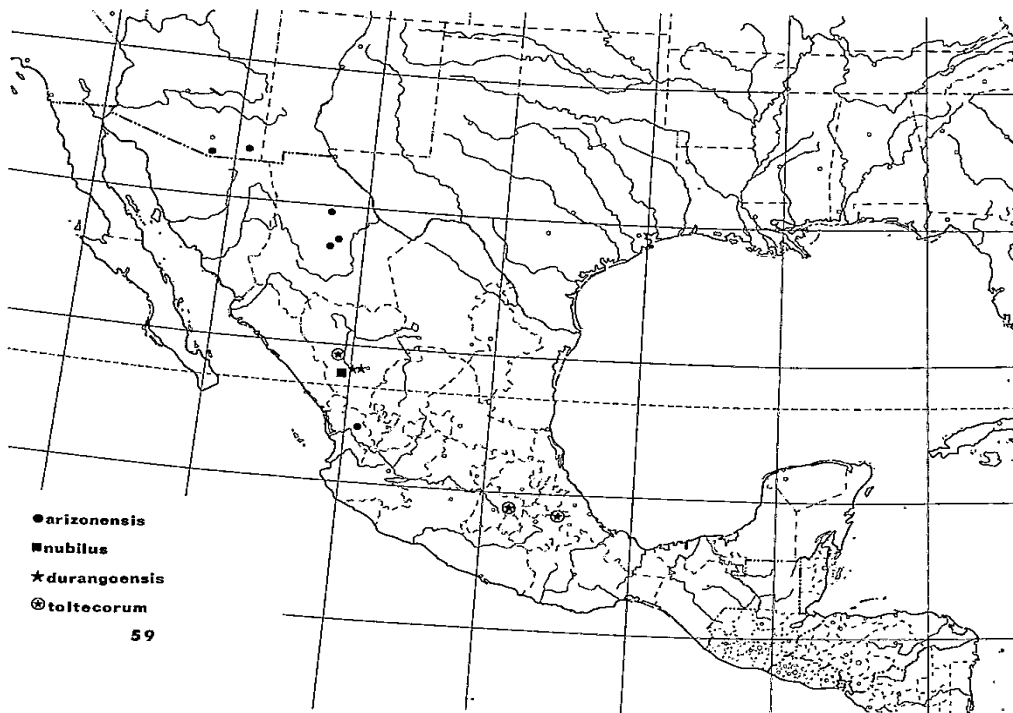 ●arizonensis
■nubilus
★durangoensis
⍟toltecorum
59